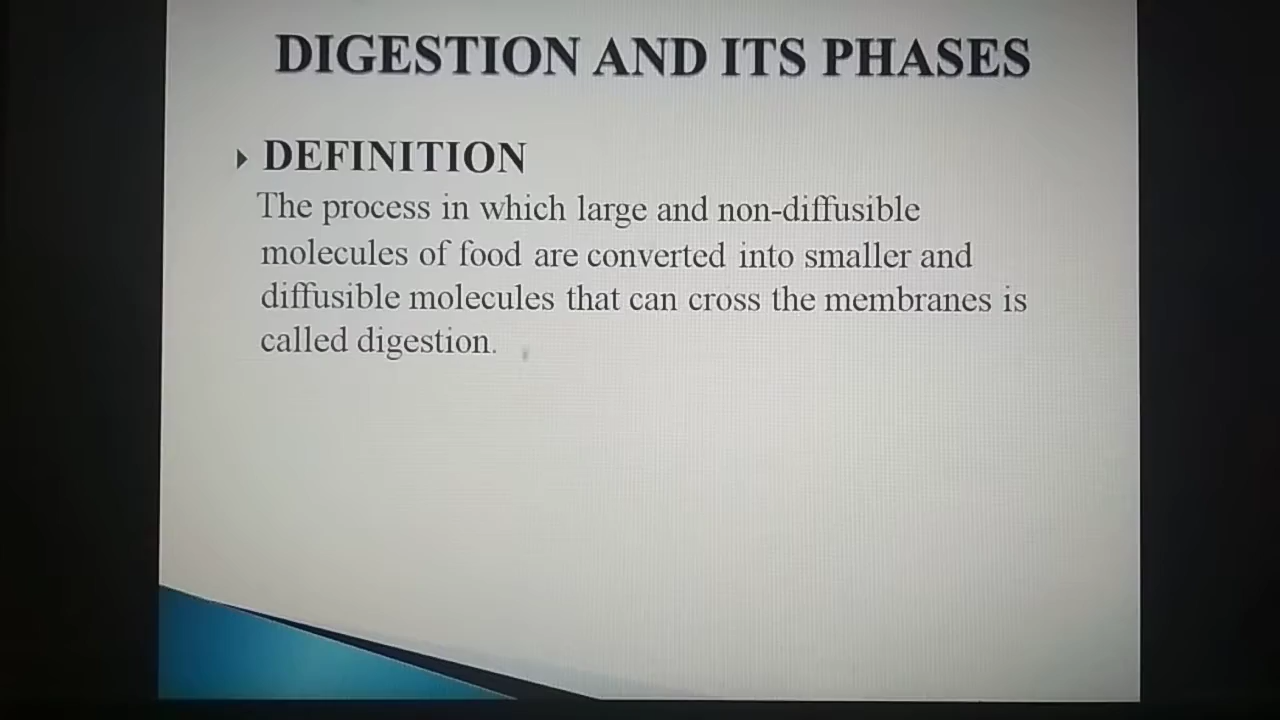 DIGESTION AND ITS PHASES
DEFINITION
The process in which large and non-diffusible
molecules of food are converted into smaller and
diffusible molecules that can cross the membranes is
called digestion.